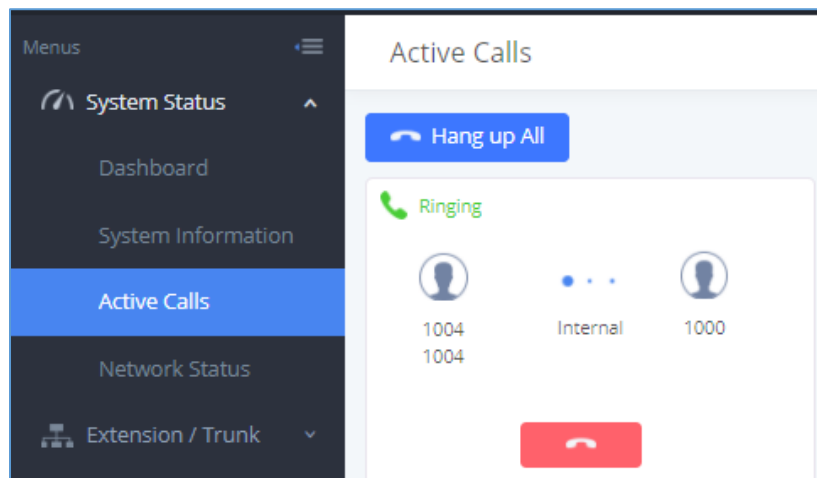 Menus
System Status
Dashboard
System Information
Active Calls
Network Status
Extension / Trunk
Active Calls
Hang up All
Ringing
1004
1004
Internal
1000